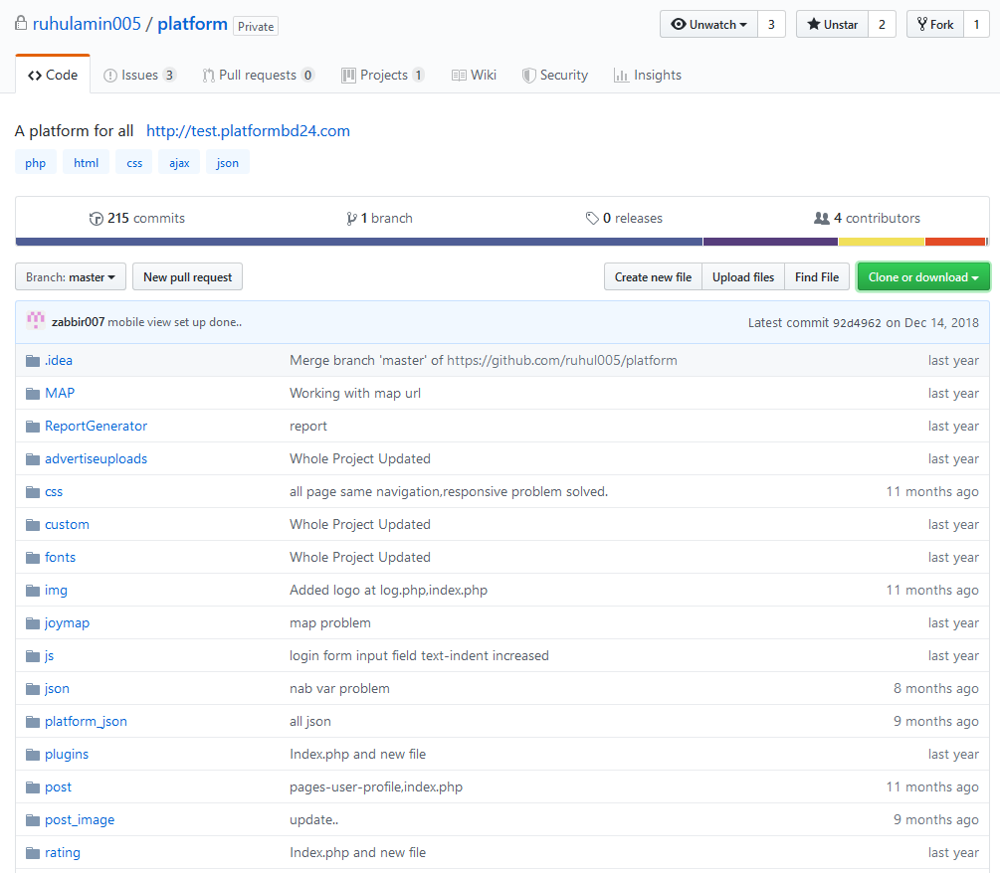 ruhulamin005 / platform Private Unwatch 3 Unstar 2 Fork 1
Code Issues 3 Pull requests 0 Projects 1 Wiki Security Insights
A platform for all http://test.platformbd24.com
php html css ajax json
215 commits 1 branch 0 releases 4 contributors
Branch: master New pull request Create new file Upload files Find File Clone or download
zabbir007 mobile view set up done.. Latest commit 92d4962 on Dec 14, 2018
.idea Merge branch 'master' of https://github.com/ruhul005/platform last year
MAP Working with map url last year
ReportGenerator report last year
advertiseuploads Whole Project Updated last year
css all page same navigation,responsive problem solved. 11 months ago
custom Whole Project Updated last year
fonts Whole Project Updated last year
img Added logo at log.php,index.php 11 months ago
joymap map problem last year
js login form input field text-indent increased last year
json nab var problem 8 months ago
platform_json all json 9 months ago
plugins Index.php and new file last year
post pages-user-profile,index.php 11 months ago
post_image update.. 9 months ago
rating Index.php and new file last year